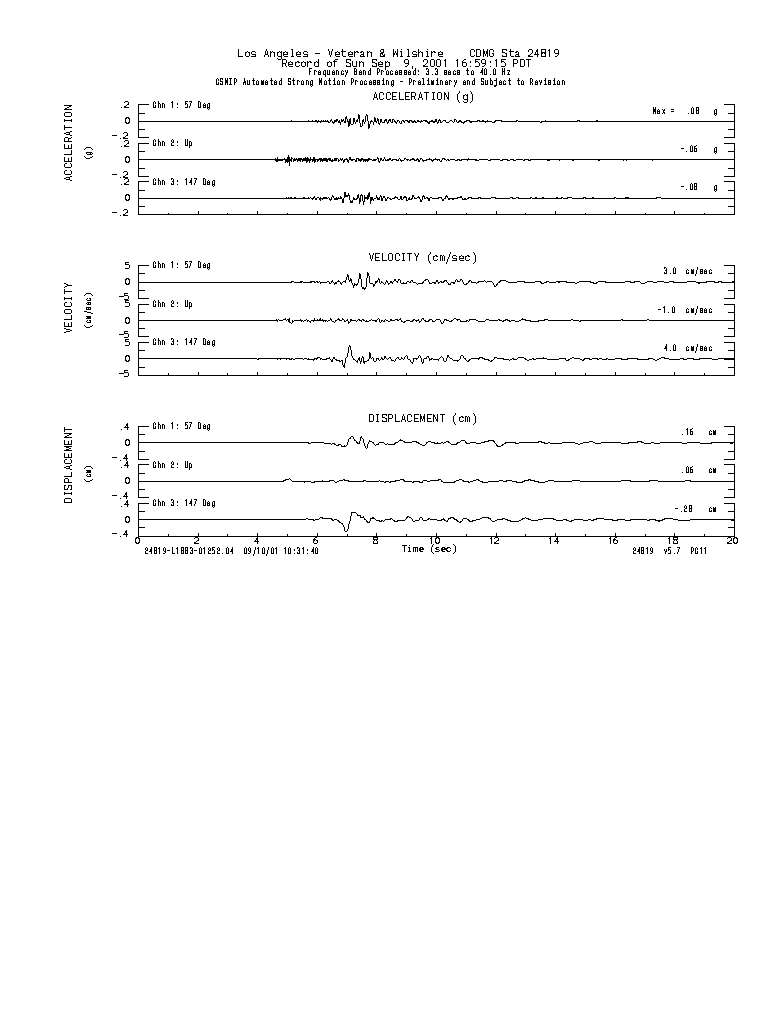 Los Angeles - Veteran & Wilshire    CDMG Sta 24819
Record of Sun Sep  9, 2001 16:59:15 PDT
Frequency Band Processed: 3.3 secs to 40.0 Hz
CSMIP Automated Strong Motion Processing - Preliminary and Subject to Revision
ACCELERATION (g)
ACCELERATION
(g)
.2
0
-.2
Chn 1: 57 Deg
Max =  .08  g
.2
0
-.2
Chn 2: Up
-.06  g
.2
0
-.2
Chn 3: 147 Deg
-.08  g
VELOCITY (cm/sec)
VELOCITY
(cm/sec)
5
0
-5
Chn 1: 57 Deg
3.0  cm/sec
5
0
-5
Chn 2: Up
-1.0  cm/sec
5
0
-5
Chn 3: 147 Deg
4.0  cm/sec
DISPLACEMENT (cm)
DISPLACEMENT
(cm)
.4
0
-.4
Chn 1: 57 Deg
.16  cm
.4
0
-.4
Chn 2: Up
.06  cm
.4
0
-.4
Chn 3: 147 Deg
-.28  cm
0 2 4 6 8 10 12 14 16 18 20
Time (sec)
24819-L1883-01252.04  09/10/01 10:31:40
24819  v5.7  PC11